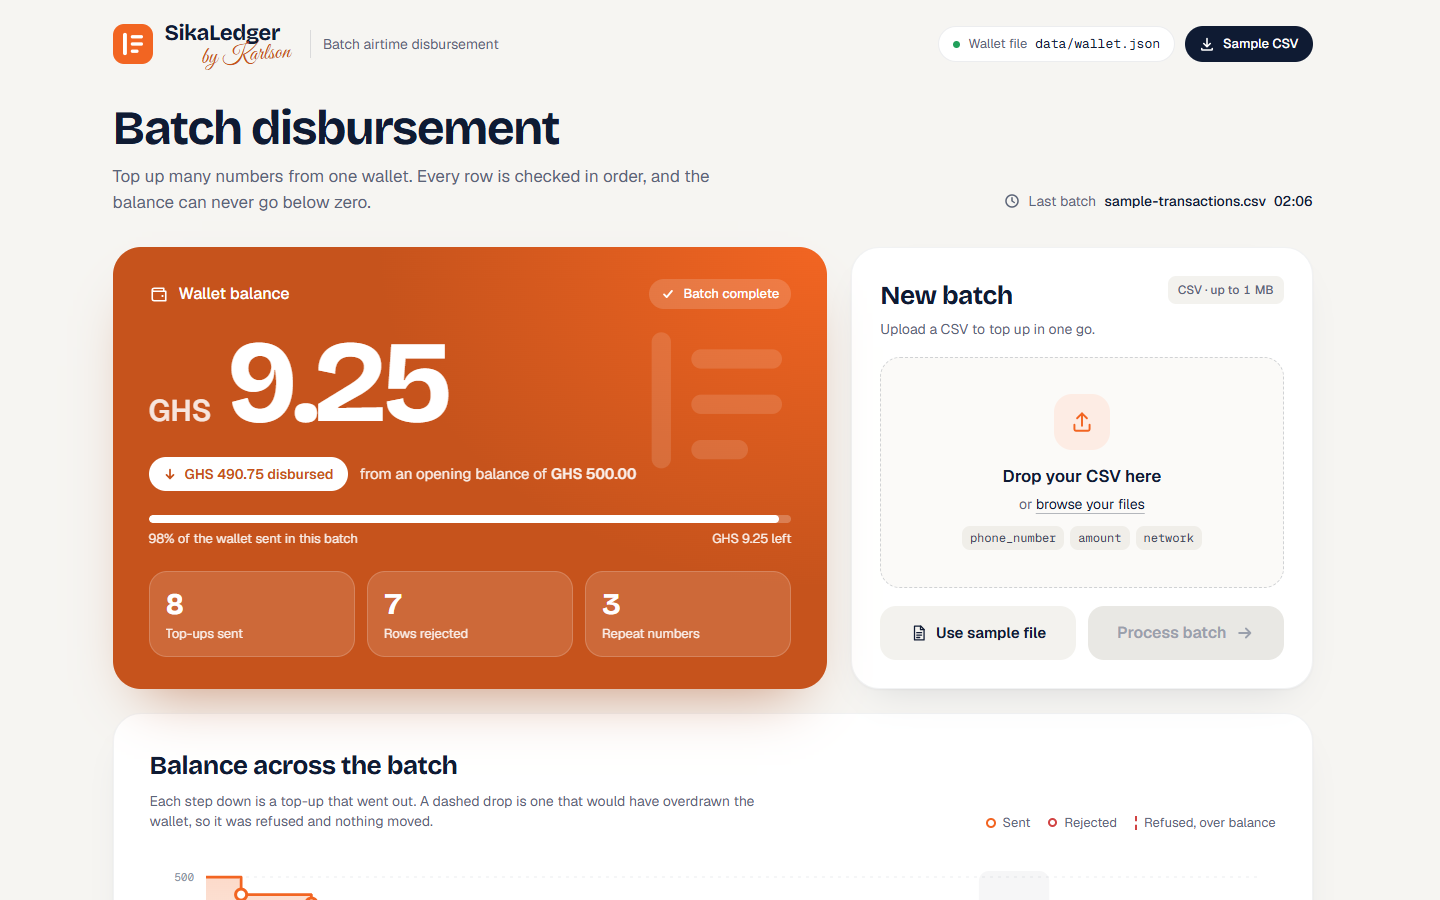 SikaLedger
by Karlson
Batch airtime disbursement
Wallet file data/wallet.json
Sample CSV
Batch disbursement
Top up many numbers from one wallet. Every row is checked in order, and the
balance can never go below zero.
Last batch sample-transactions.csv 02:06
Wallet balance
Batch complete
GHS 9.25
GHS 490.75 disbursed
from an opening balance of GHS 500.00
98% of the wallet sent in this batch
GHS 9.25 left
8
Top-ups sent
7
Rows rejected
3
Repeat numbers
New batch
CSV · up to 1 MB
Upload a CSV to top up in one go.
Drop your CSV here
or browse your files
phone_number amount network
Use sample file
Process batch
Balance across the batch
Each step down is a top-up that went out. A dashed drop is one that would have overdrawn the
wallet, so it was refused and nothing moved.
Sent
Rejected
Refused, over balance
500